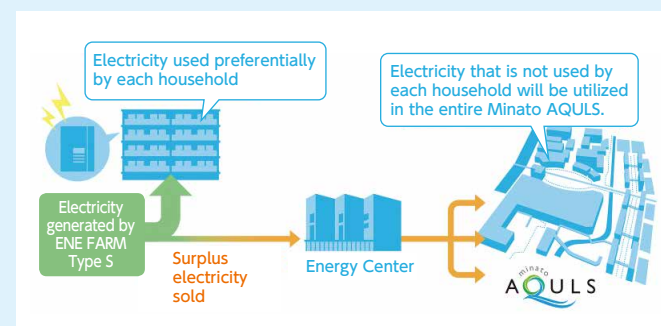 Electricity used preferentially
by each household
Electricity that is not used by
each household will be utilized
in the entire Minato AQULS.
Electricity
generated by
ENE FARM
Type S
Surplus
electricity
sold
Energy Center
minato
AQULS